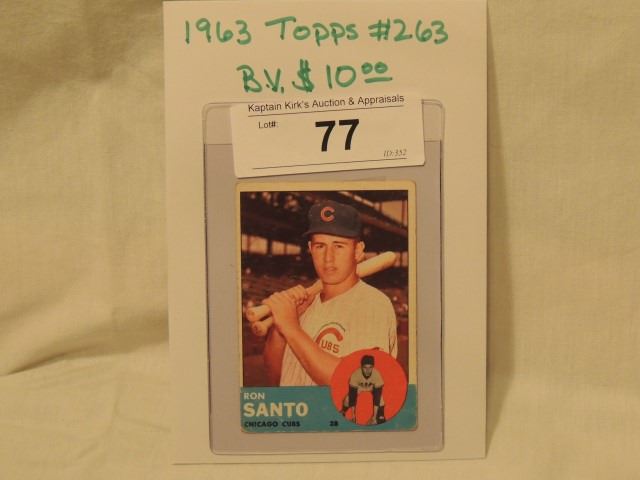 1963 Topps #263
B.V. $10.00
Kaptain Kirk's Auction & Appraisals
Lot#:
77
ID:352
C
CUBS
RON
SANTO
CHICAGO CUBS 3B